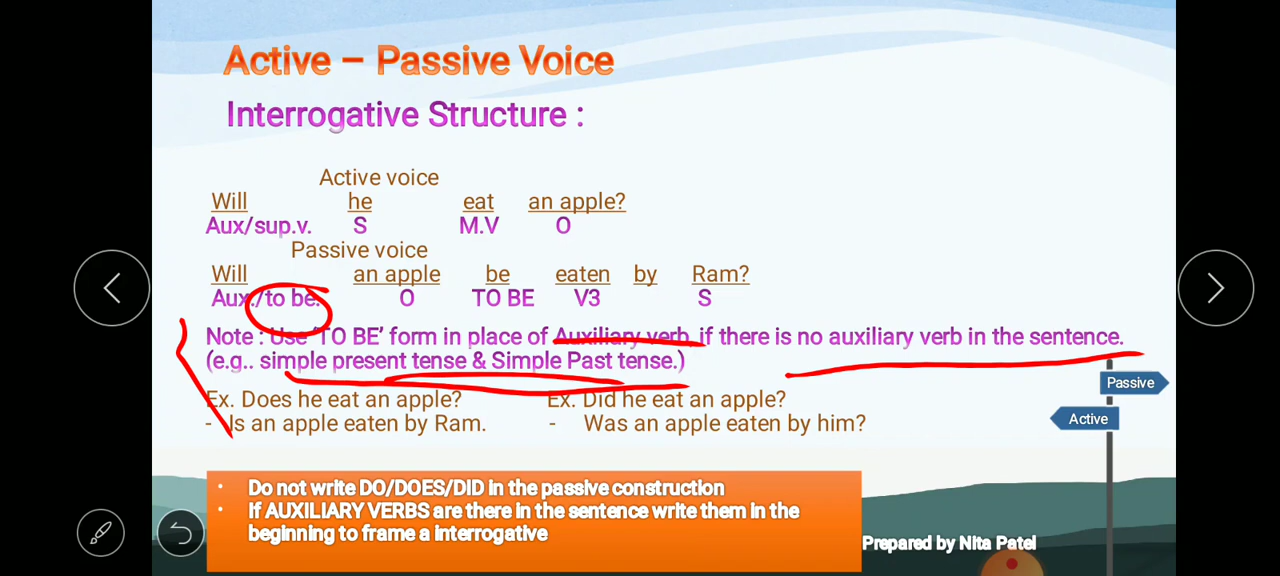 Active – Passive Voice
Interrogative Structure :
Active voice
Will he eat an apple?
Aux/sup.v. S M.V O
Passive voice
Will an apple be eaten by Ram?
Aux./to be. O TO BE V3 S
Note : Use 'TO BE' form in place of Auxiliary verb, if there is no auxiliary verb in the sentence.
(e.g.. simple present tense & Simple Past tense.)
Passive
Active
Ex. Does he eat an apple? Ex. Did he eat an apple?
- Is an apple eaten by Ram. - Was an apple eaten by him?
• Do not write DO/DOES/DID in the passive construction
• If AUXILIARY VERBS are there in the sentence write them in the
beginning to frame a interrogative
Prepared by Nita Patel